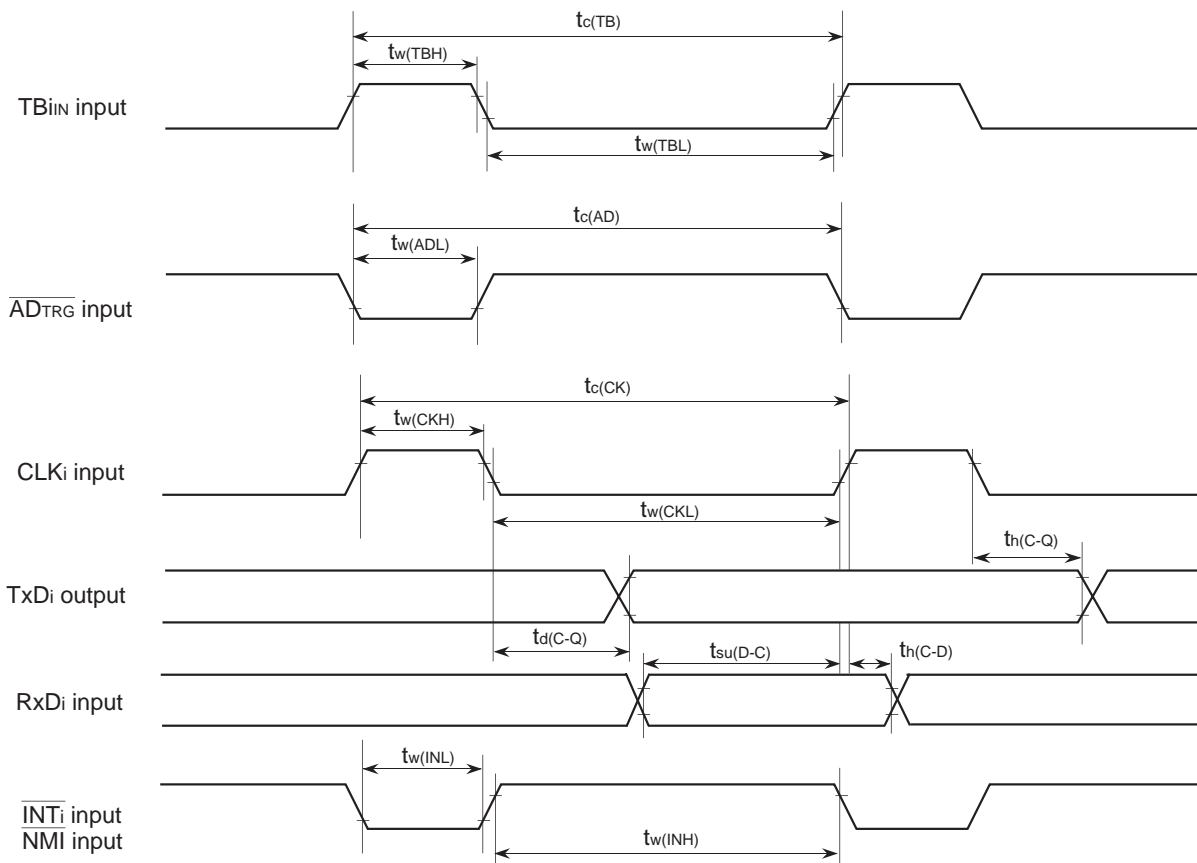 tc(TB)
tw(TBH)
TBiIN input
tw(TBL)
tc(AD)
tw(ADL)
ADTRG input
tc(CK)
tw(CKH)
CLKi input
tw(CKL)
th(C-Q)
TxDi output
td(C-Q)
tsu(D-C)
th(C-D)
RxDi input
tw(INL)
INTi input
NMI input
tw(INH)